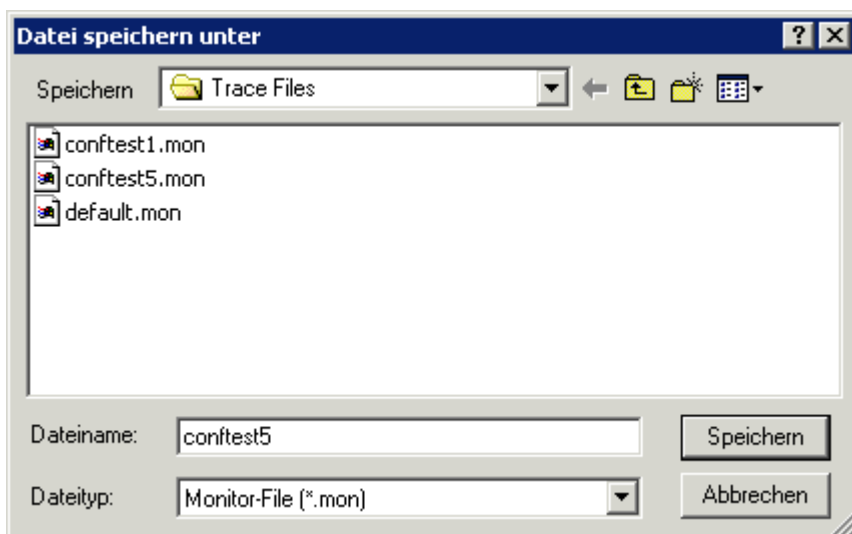 Datei speichern unter
Speichern Trace Files
conftest1.mon
conftest5.mon
default.mon
Dateiname: conftest5 Speichern
Dateityp: Monitor-File (*.mon) Abbrechen